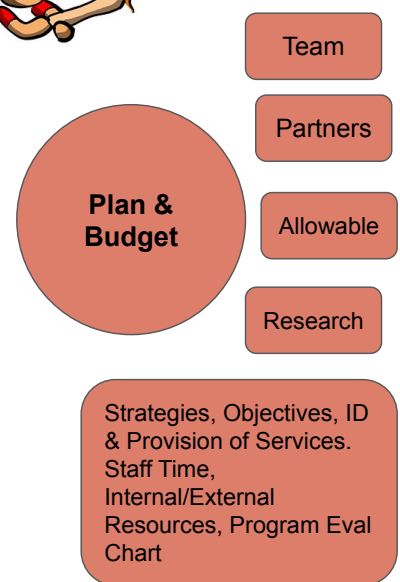 Team
Partners
Plan &
Budget
Allowable
Research
Strategies, Objectives, ID
& Provision of Services.
Staff Time,
Internal/External
Resources, Program Eval
Chart